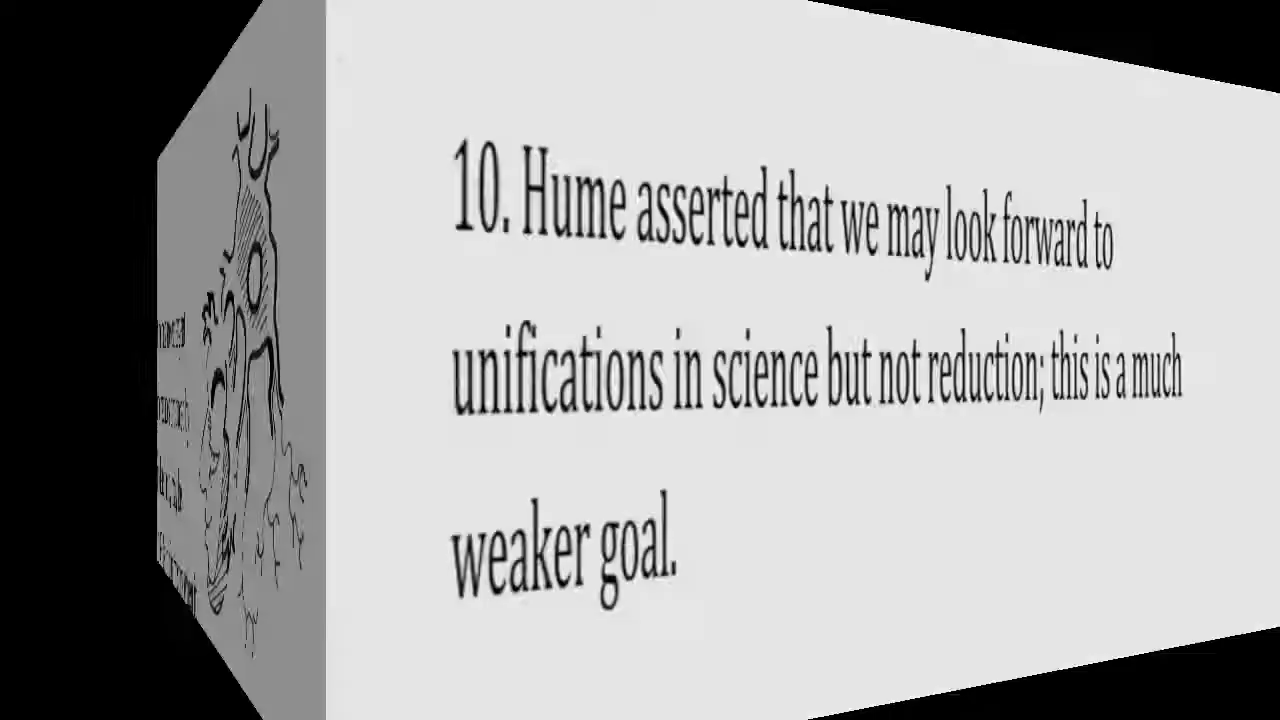 10. Hume asserted that we may look forward to
unifications in science but not reduction; this is a much
weaker goal.